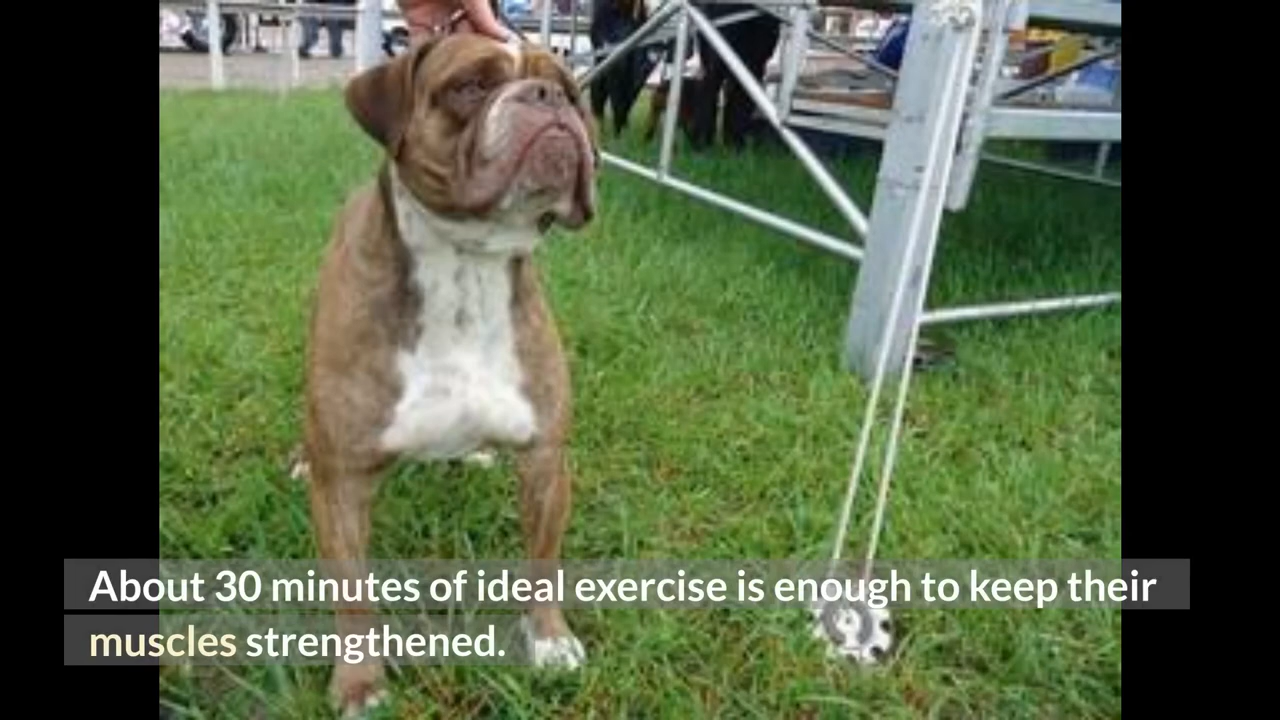 About 30 minutes of ideal exercise is enough to keep their
muscles strengthened.